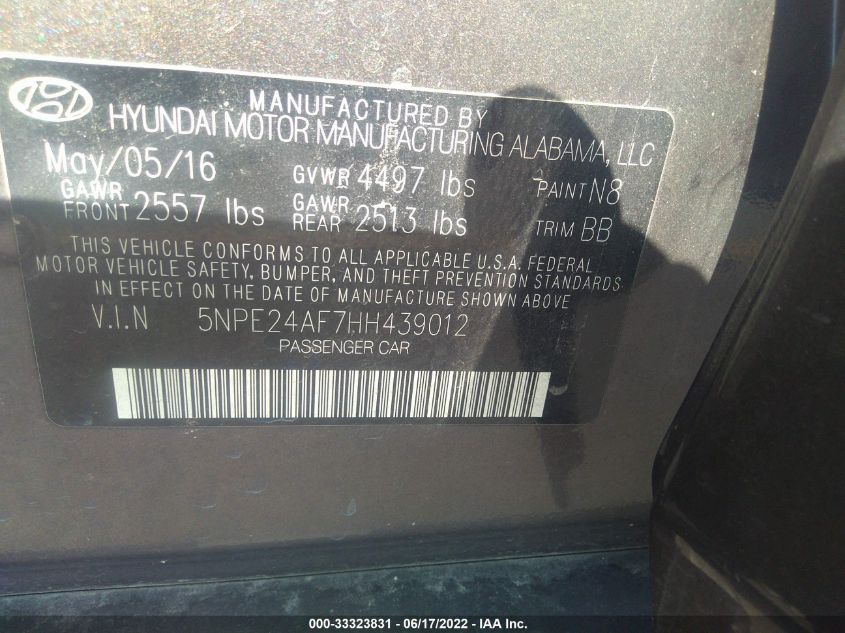 MANUFACTURED BY
HYUNDAI MOTOR MANUFACTURING ALABAMA, LLC
May/05/16 GVWR 4497 lbs PAINT N8
GAWR FRONT 2557 lbs GAWR REAR 2513 lbs TRIM BB
THIS VEHICLE CONFORMS TO ALL APPLICABLE U.S.A. FEDERAL
MOTOR VEHICLE SAFETY, BUMPER, AND THEFT PREVENTION STANDARDS
IN EFFECT ON THE DATE OF MANUFACTURE SHOWN ABOVE
V.I.N 5NPE24AF7HH439012
PASSENGER CAR
000-33323831 - 06/17/2022 - IAA Inc.